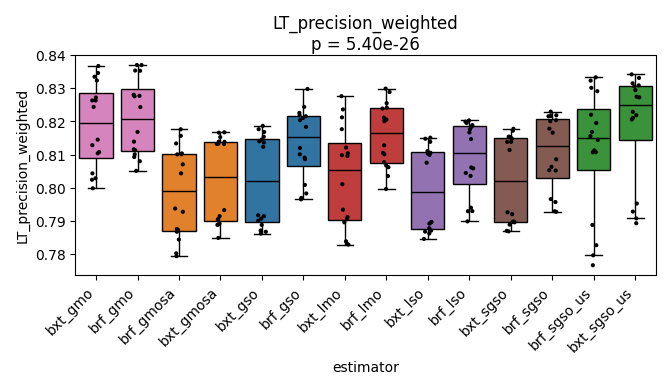 LT_precision_weighted
p = 5.40e-26
LT_precision_weighted
0.84
0.83
0.82
0.81
0.80
0.79
0.78
bxt_gmo
brf_gmo
brf_gmosa
bxt_gmosa
bxt_gso
brf_gso
bxt_lmo
brf_lmo
bxt_lso
brf_lso
bxt_sgso
brf_sgso
brf_sgso_us
bxt_sgso_us
estimator